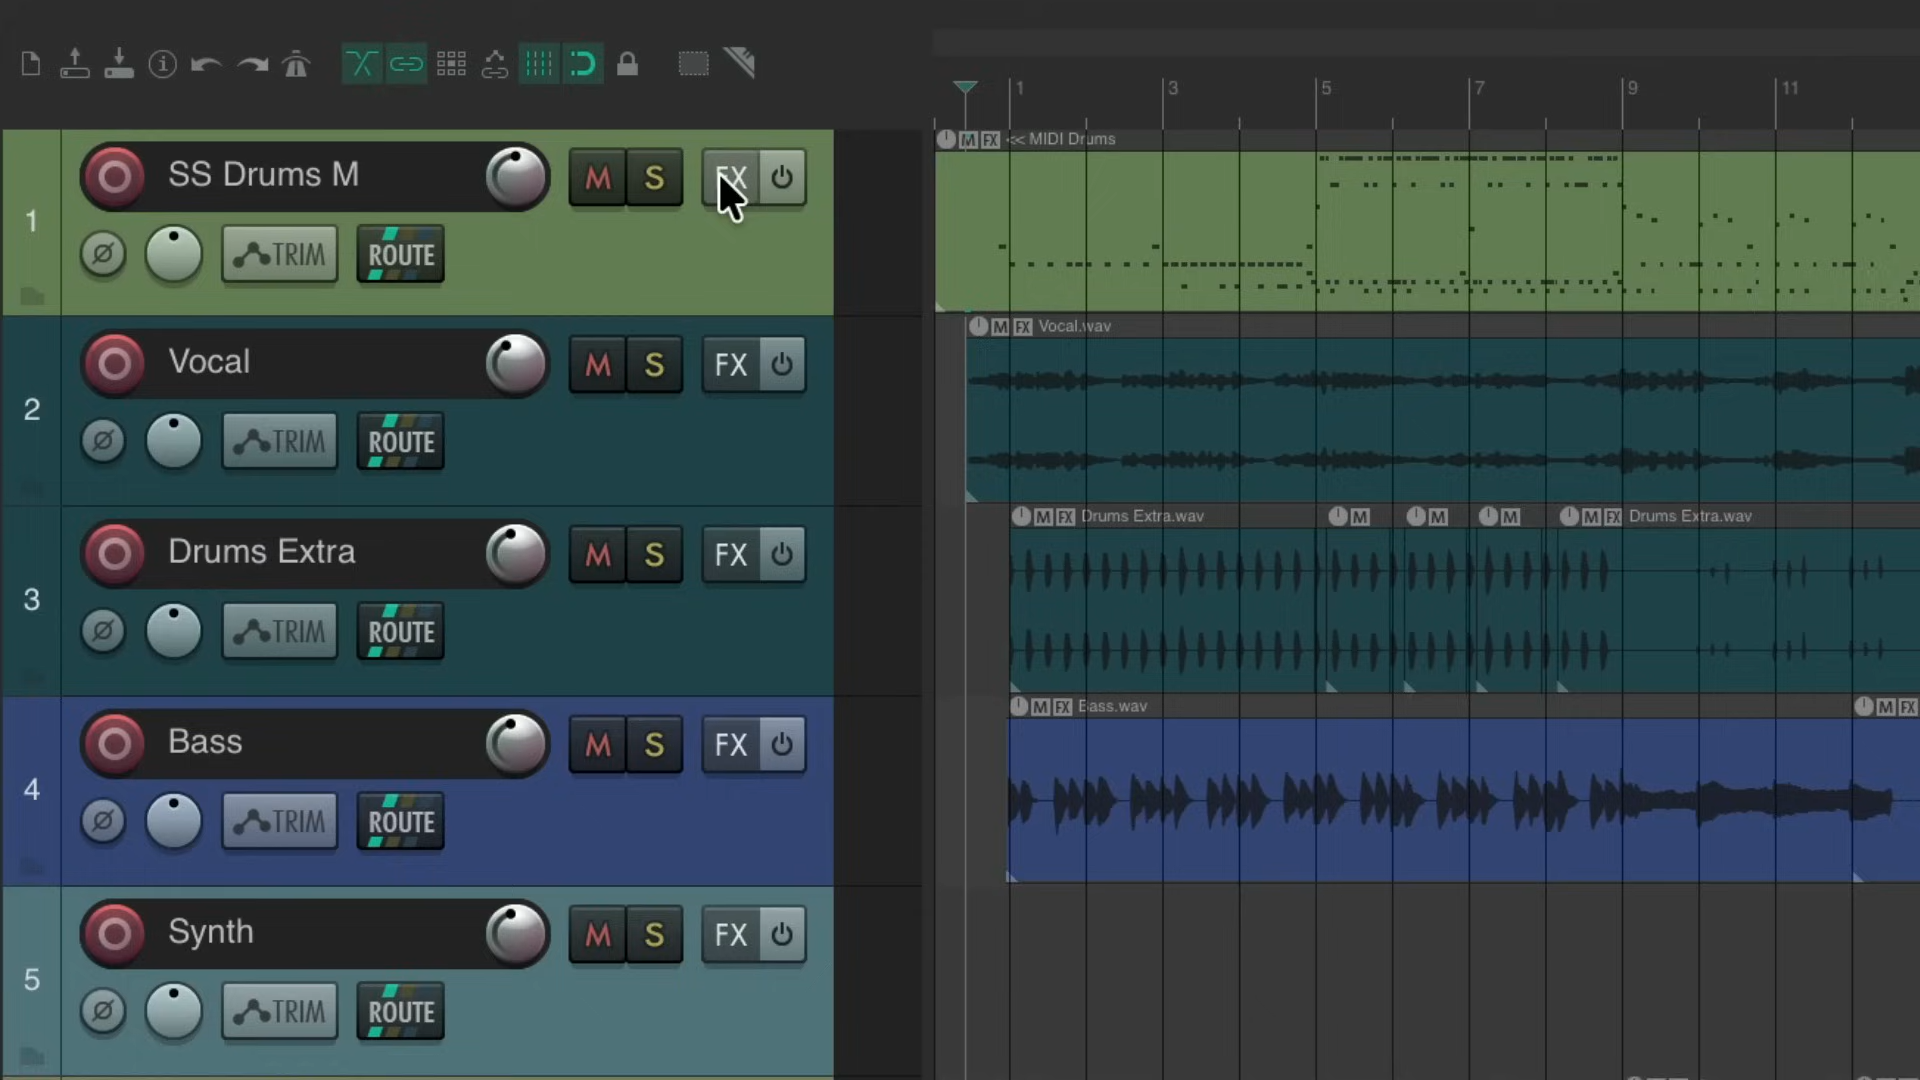 1 3 5 7 9 11
M FX << MIDI Drums
1 SS Drums M M S FX
TRIM ROUTE
M FX Vocal.wav
2 Vocal M S FX
TRIM ROUTE
M FX Drums Extra.wav M M M M FX Drums Extra.wav
3 Drums Extra M S FX
TRIM ROUTE
M FX Bass.wav M FX
4 Bass M S FX
TRIM ROUTE
5 Synth M S FX
TRIM ROUTE